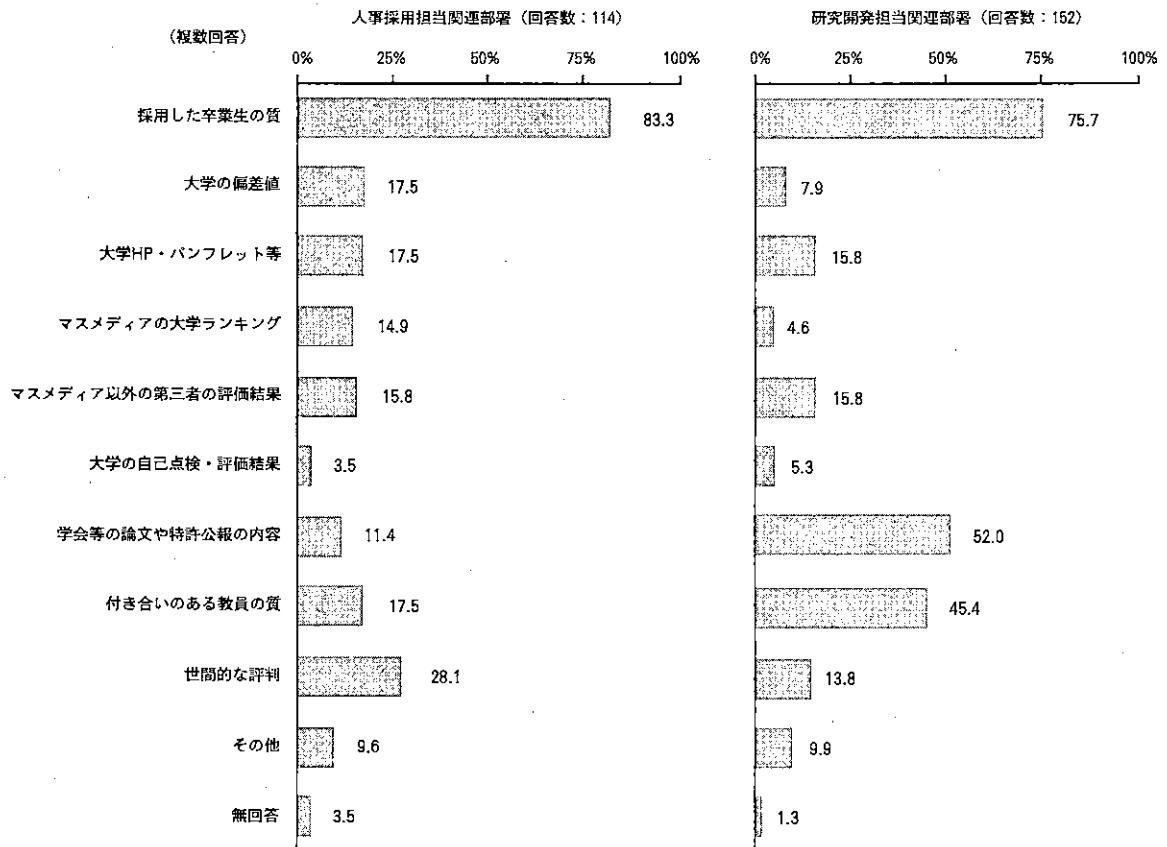 人事採用担当関連部署（回答数：114）
研究開発担当関連部署（回答数：152）
（複数回答）
0% 25% 50% 75% 100%
0% 25% 50% 75% 100%
採用した卒業生の質 83.3 75.7
大学の偏差値 17.5 7.9
大学HP・パンフレット等 17.5 15.8
マスメディアの大学ランキング 14.9 4.6
マスメディア以外の第三者の評価結果 15.8 15.8
大学の自己点検・評価結果 3.5 5.3
学会等の論文や特許公報の内容 11.4 52.0
付き合いのある教員の質 17.5 45.4
世間的な評判 28.1 13.8
その他 9.6 9.9
無回答 3.5 1.3